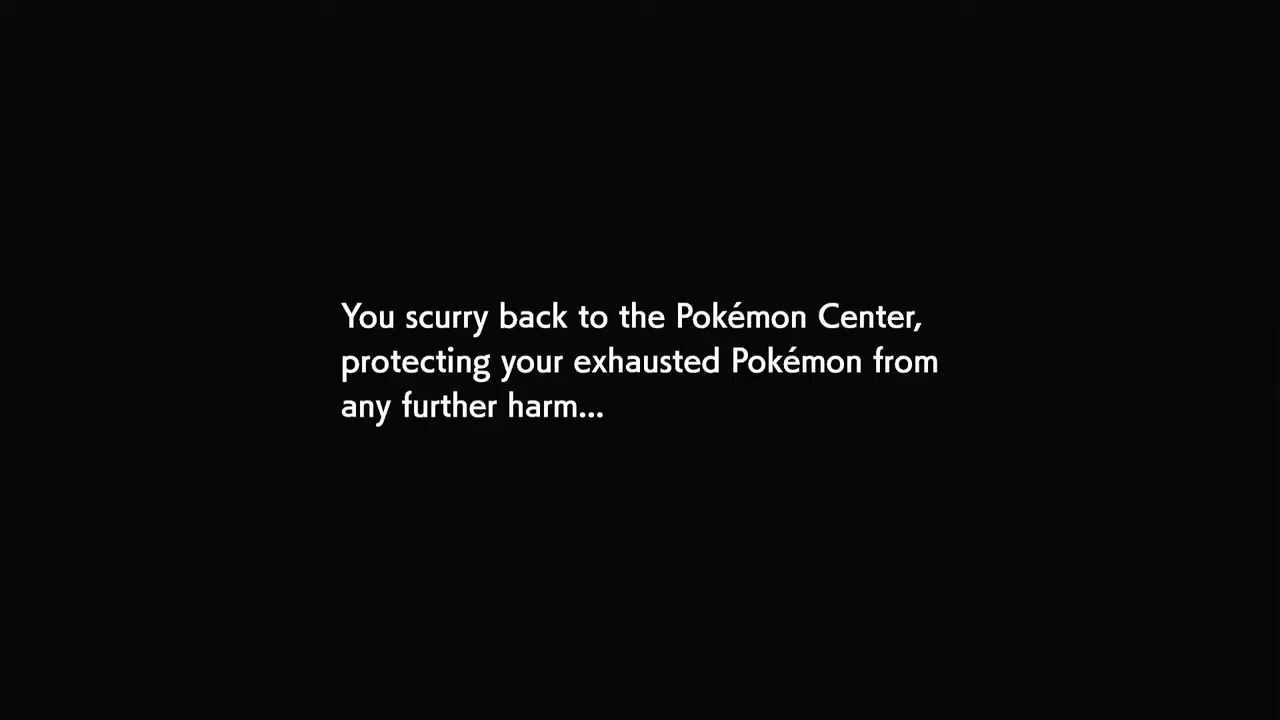 You scurry back to the Pokémon Center,
protecting your exhausted Pokémon from
any further harm...